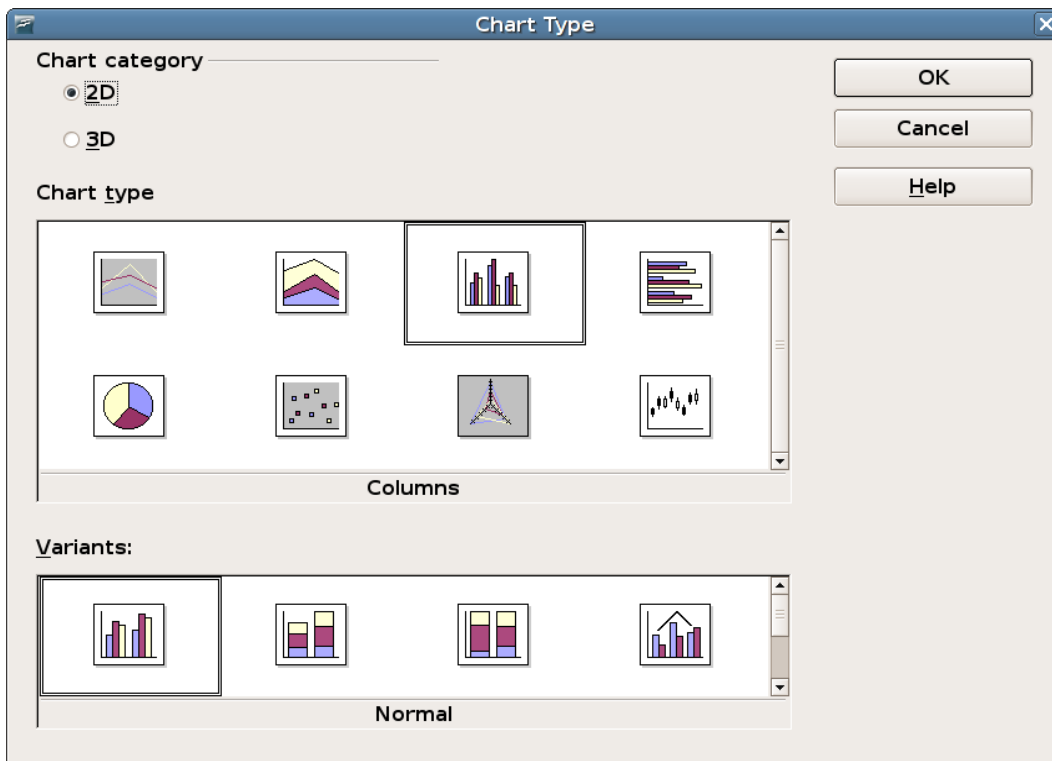 Chart Type
Chart category
2D
3D
OK
Cancel
Help
Chart type
Columns
Variants:
Normal